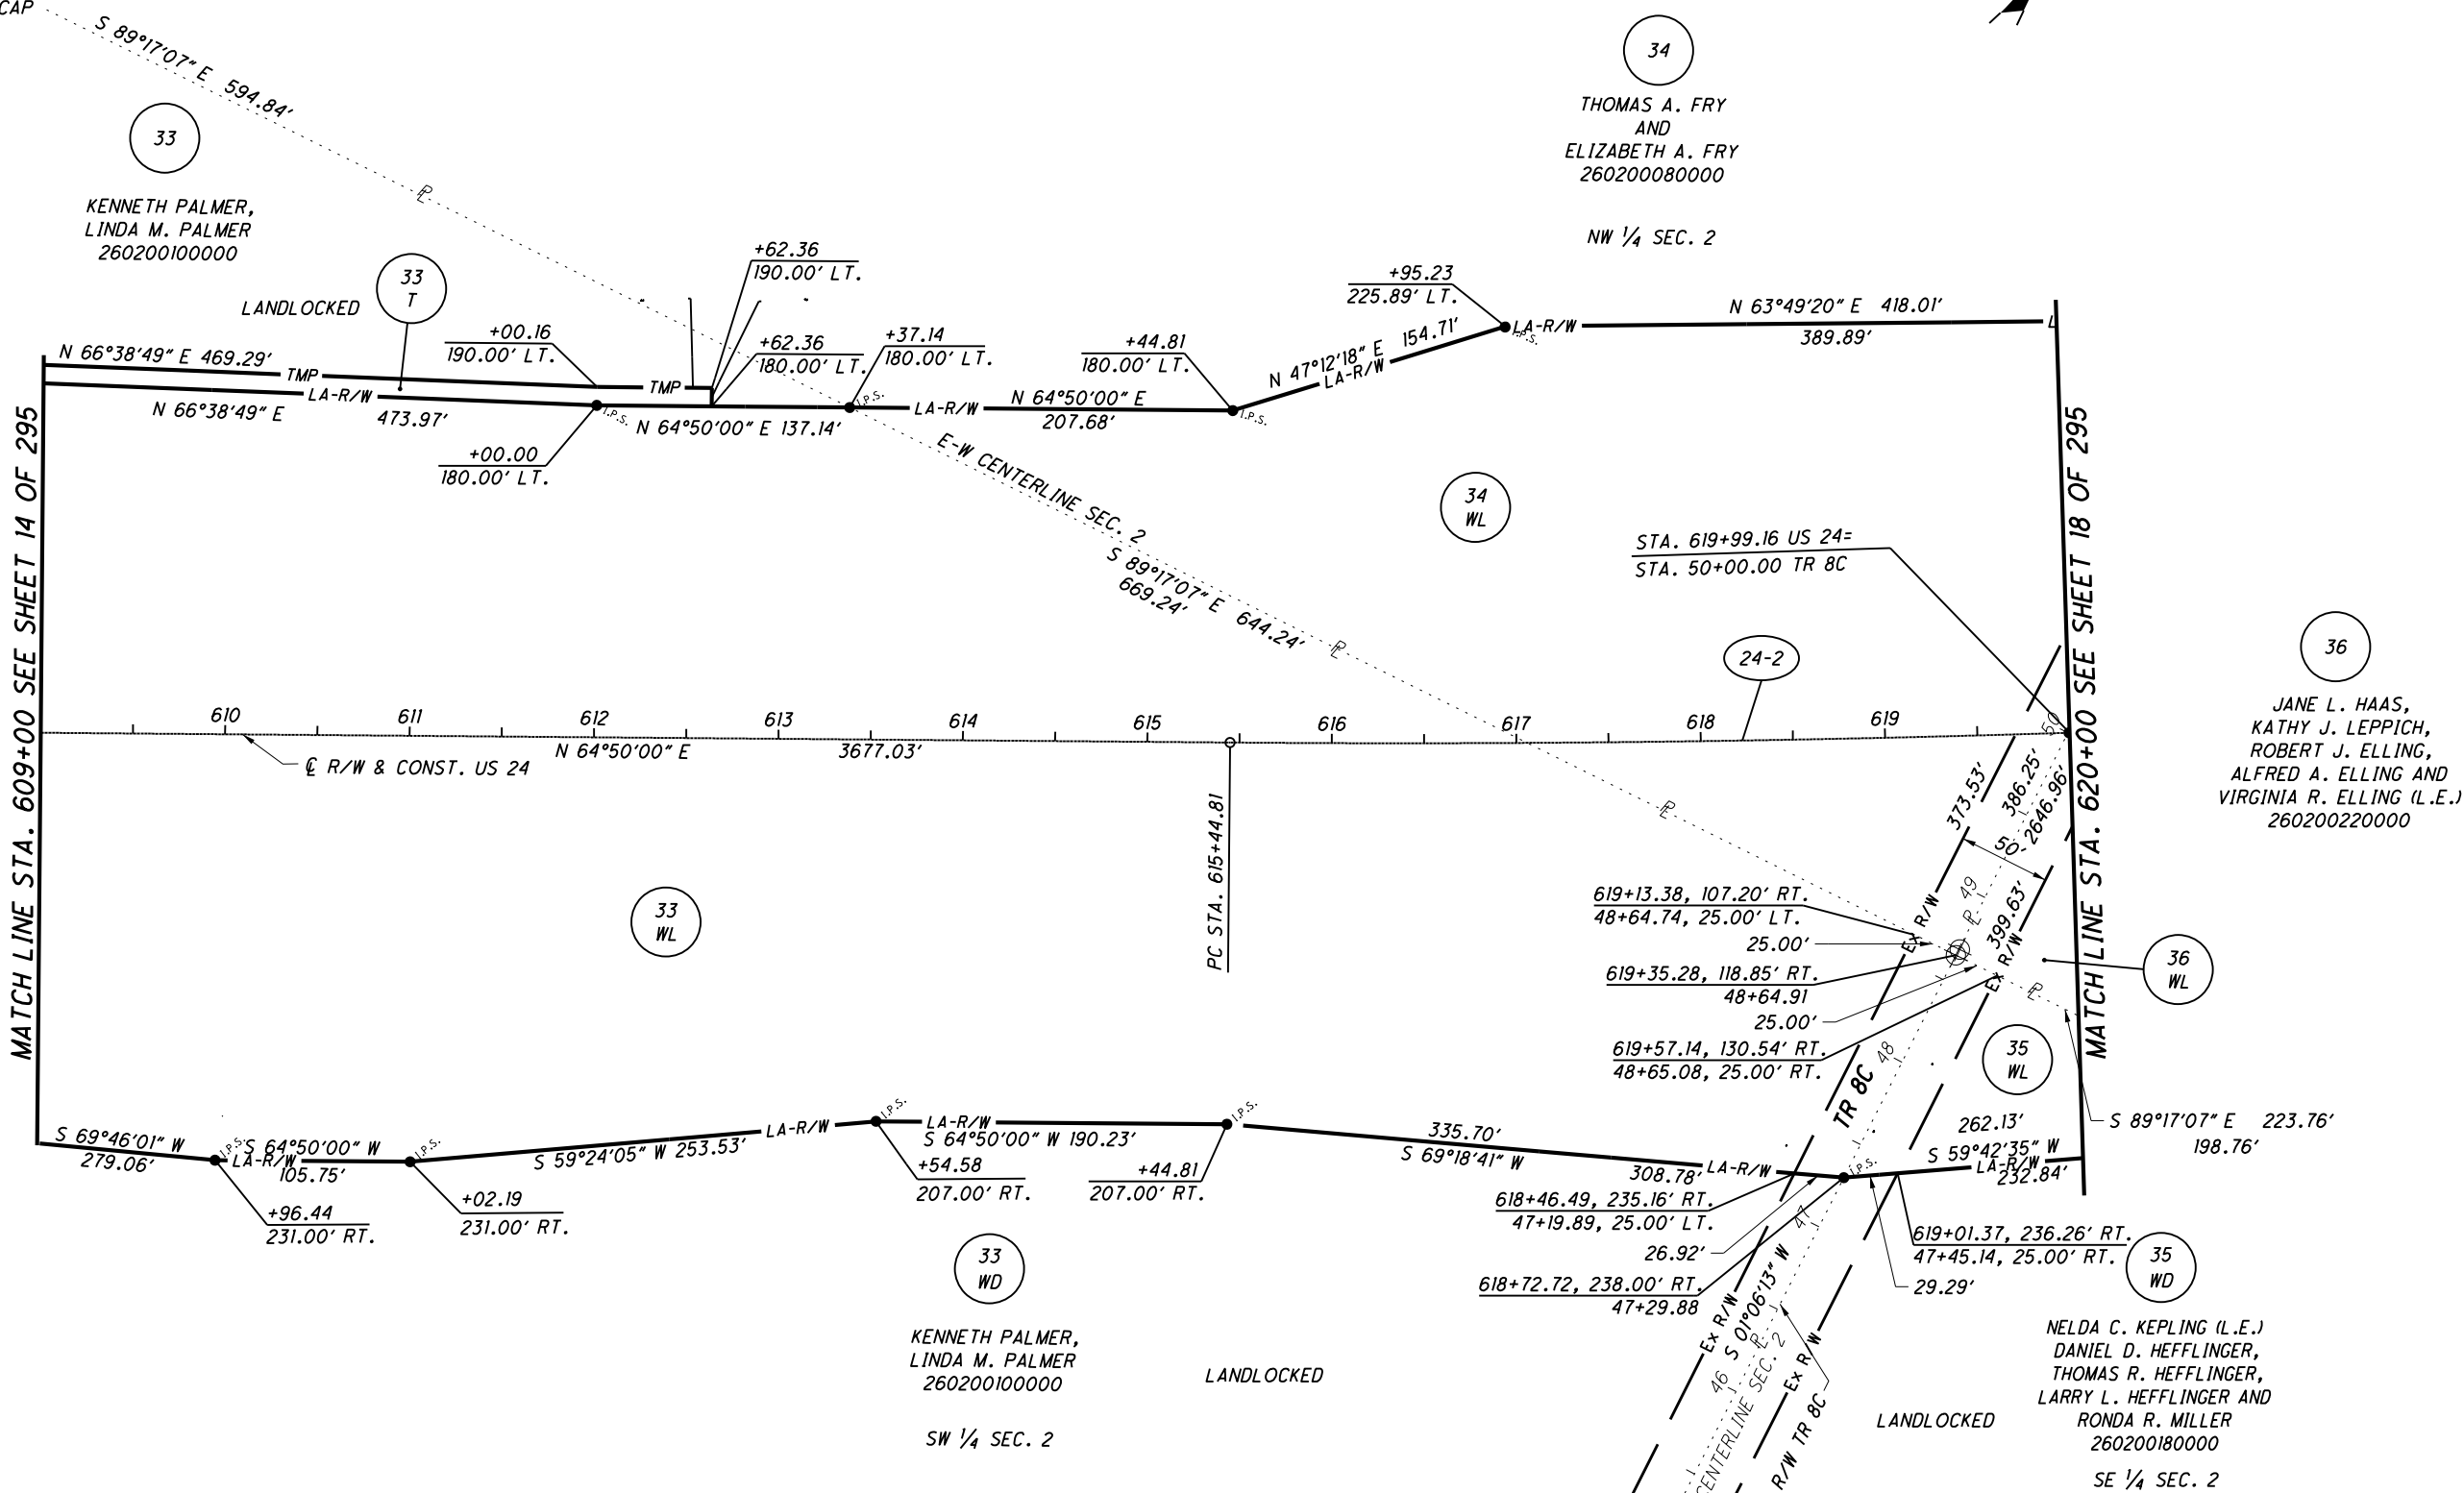 CAP
S 89°17'07" E 594.84'
33
KENNETH PALMER,
LINDA M. PALMER
260200100000
LANDLOCKED
33
T
34
THOMAS A. FRY
AND
ELIZABETH A. FRY
260200080000
NW 1/4 SEC. 2
+62.36
190.00' LT.
+00.16
190.00' LT.
+62.36
180.00' LT.
+37.14
180.00' LT.
+44.81
180.00' LT.
+95.23
225.89' LT.
N 63°49'20" E 418.01'
389.89'
LA-R/W
I.P.S.
N 47°12'18" E 154.71'
LA-R/W
N 66°38'49" E 469.29'
TMP
TMP
LA-R/W
N 66°38'49" E 473.97'
I.P.S.
N 64°50'00" E 137.14'
I.P.S.
LA-R/W
N 64°50'00" E
207.68'
I.P.S.
+00.00
180.00' LT.
E-W CENTERLINE SEC. 2
S 89°17'07" E 644.24'
669.24'
34
WL
STA. 619+99.16 US 24=
STA. 50+00.00 TR 8C
24-2
MATCH LINE STA. 609+00 SEE SHEET 14 OF 295
MATCH LINE STA. 620+00 SEE SHEET 18 OF 295
36
JANE L. HAAS,
KATHY J. LEPPICH,
ROBERT J. ELLING,
ALFRED A. ELLING AND
VIRGINIA R. ELLING (L.E.)
260200220000
610 611 612 613 614 615 616 617 618 619
N 64°50'00" E 3677.03'
℄ R/W & CONST. US 24
PC STA. 615+44.81
33
WL
50
373.53'
386.25'
2646.96'
50'
49
399.63'
Ex R/W
Ex R/W
619+13.38, 107.20' RT.
48+64.74, 25.00' LT.
25.00'
619+35.28, 118.85' RT.
48+64.91
25.00'
619+57.14, 130.54' RT.
48+65.08, 25.00' RT.
36
WL
35
WL
48
TR 8C
S 89°17'07" E 223.76'
198.76'
262.13'
S 59°42'35" W
LA-R/W
232.84'
S 69°46'01" W
279.06'
I.P.S.
S 64°50'00" W
LA-R/W
105.75'
I.P.S.
S 59°24'05" W 253.53'
LA-R/W
I.P.S.
LA-R/W
S 64°50'00" W 190.23'
I.P.S.
335.70'
S 69°18'41" W
308.78'
LA-R/W
I.P.S.
+96.44
231.00' RT.
+02.19
231.00' RT.
+54.58
207.00' RT.
+44.81
207.00' RT.
618+46.49, 235.16' RT.
47+19.89, 25.00' LT.
26.92'
618+72.72, 238.00' RT.
47+29.88
619+01.37, 236.26' RT.
47+45.14, 25.00' RT.
29.29'
47
S 01°06'13" W
46
Ex R/W
Ex R/W
CENTERLINE SEC. 2
R/W TR 8C
33
WD
KENNETH PALMER,
LINDA M. PALMER
260200100000
SW 1/4 SEC. 2
LANDLOCKED
35
WD
NELDA C. KEPLING (L.E.)
DANIEL D. HEFFLINGER,
THOMAS R. HEFFLINGER,
LARRY L. HEFFLINGER AND
RONDA R. MILLER
260200180000
SE 1/4 SEC. 2
LANDLOCKED